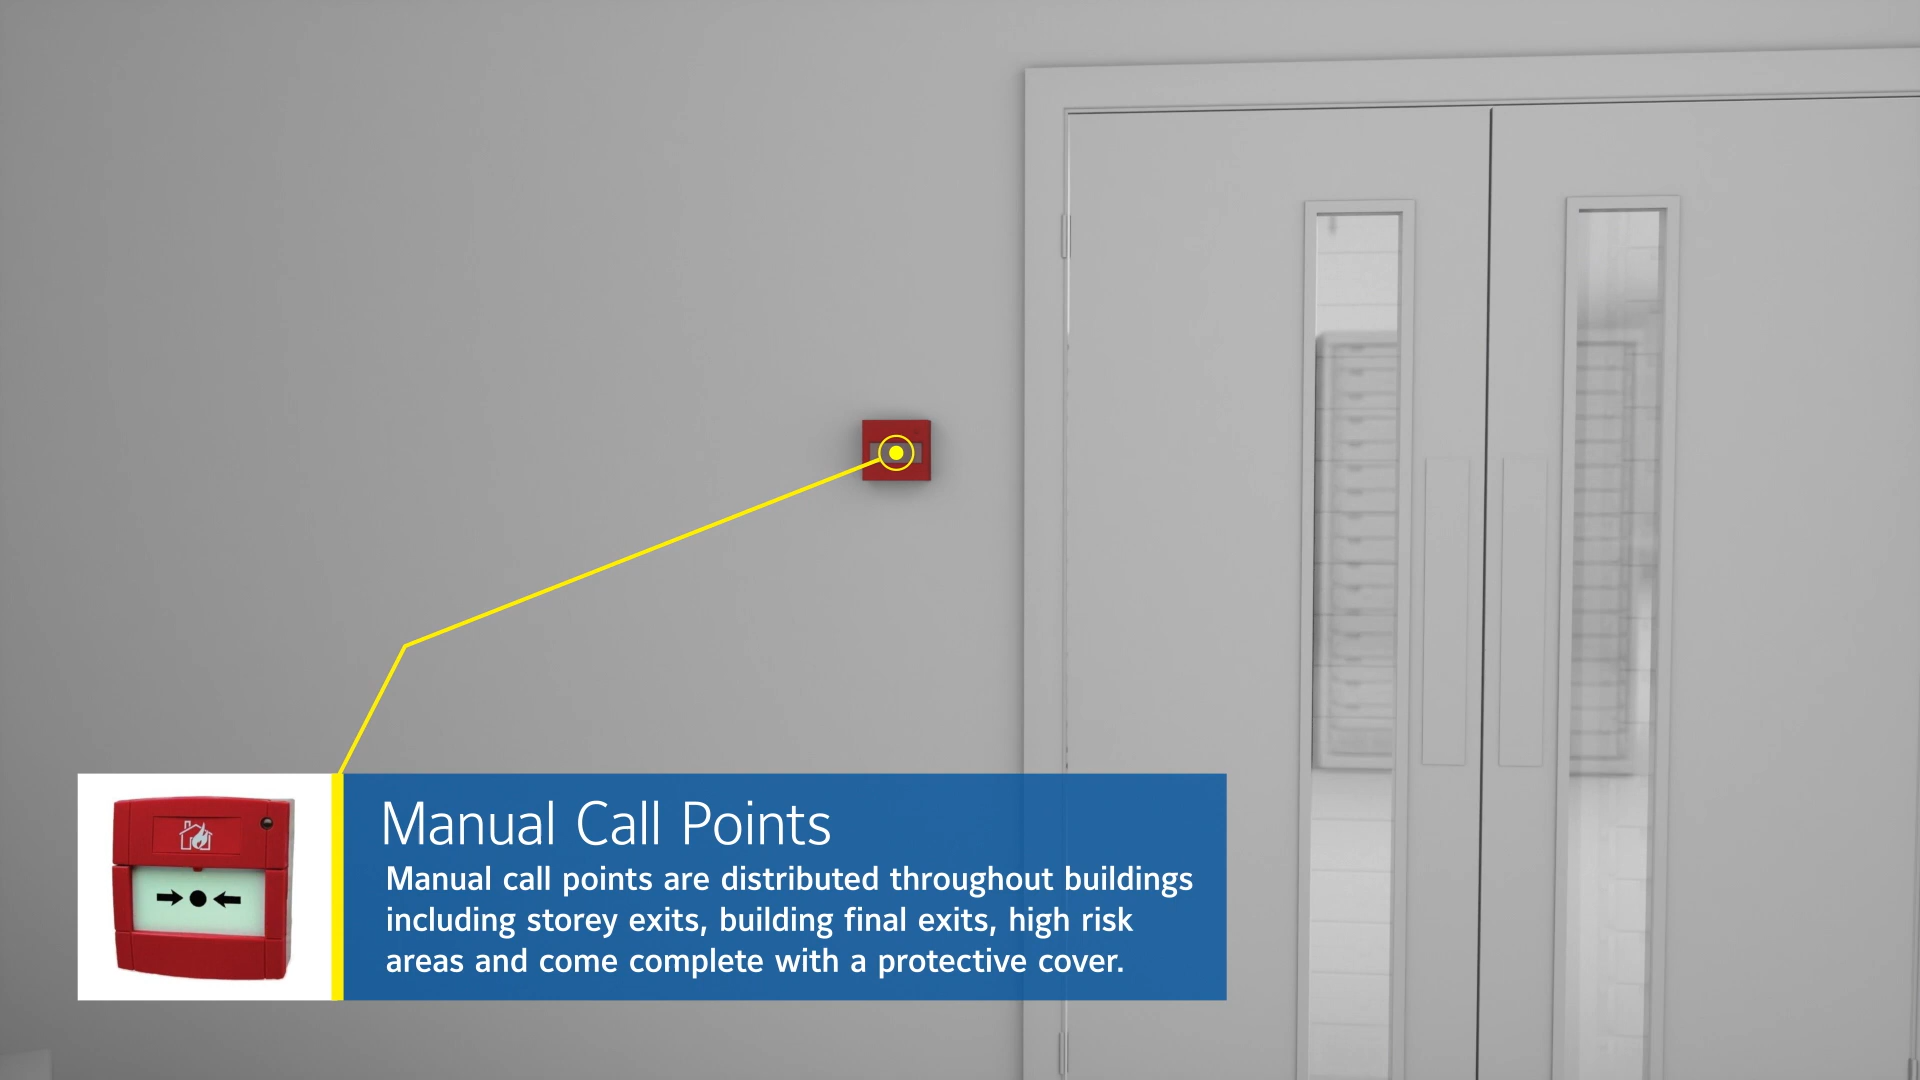 Manual Call Points
Manual call points are distributed throughout buildings
including storey exits, building final exits, high risk
areas and come complete with a protective cover.